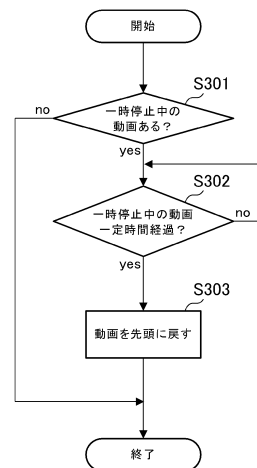 開始
S301
一時停止中の
動画ある？
no
yes
S302
一時停止中の動画
一定時間経過？
no
yes
S303
動画を先頭に戻す
終了